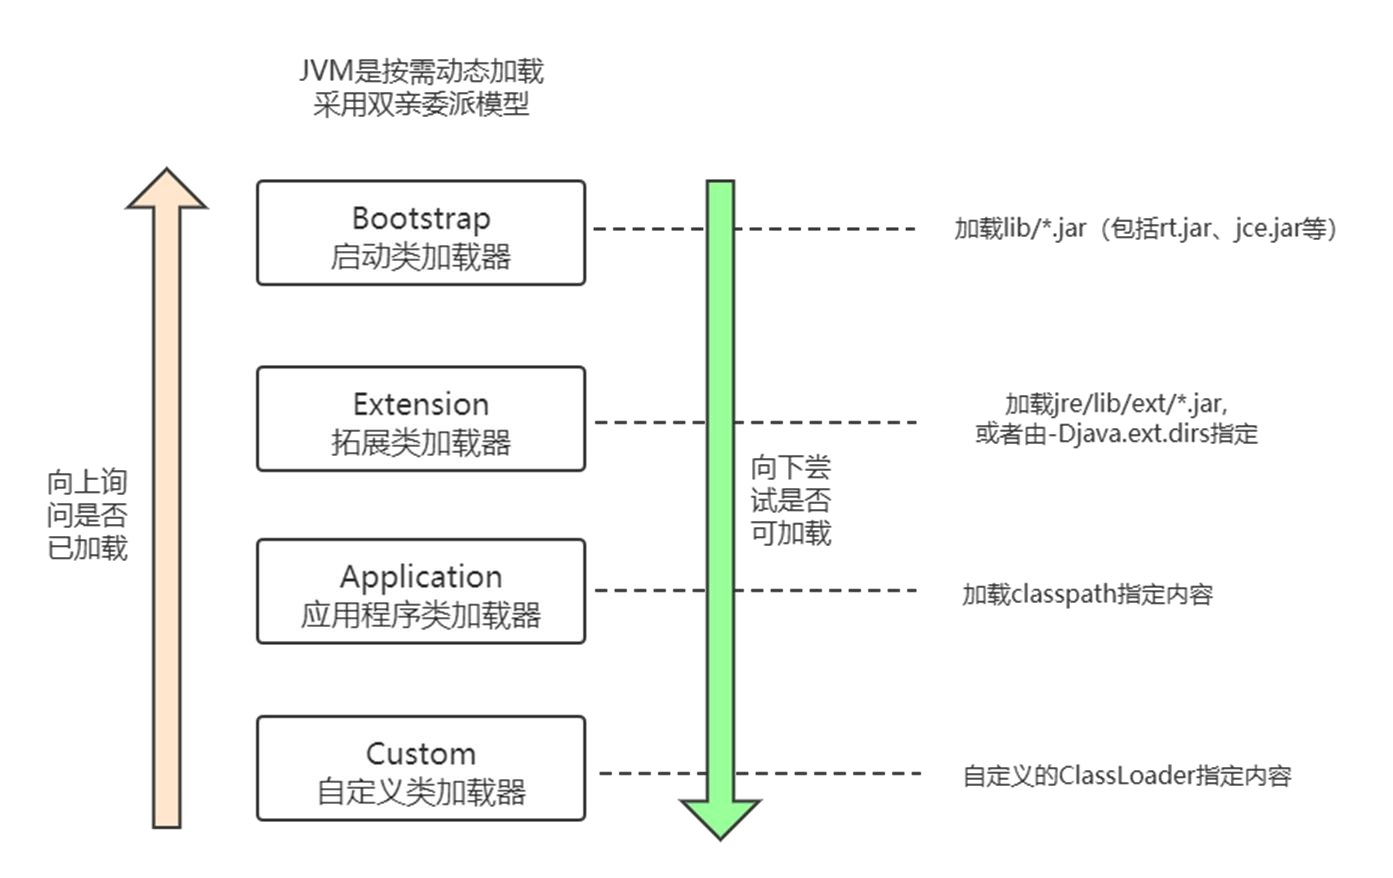 JVM是按需动态加载
采用双亲委派模型
Bootstrap
启动类加载器
加载lib/*.jar（包括rt.jar、jce.jar等）
Extension
拓展类加载器
加载jre/lib/ext/*.jar,
或者由-Djava.ext.dirs指定
向上询
问是否
已加载
向下尝
试是否
可加载
Application
应用程序类加载器
加载classpath指定内容
Custom
自定义类加载器
自定义的ClassLoader指定内容